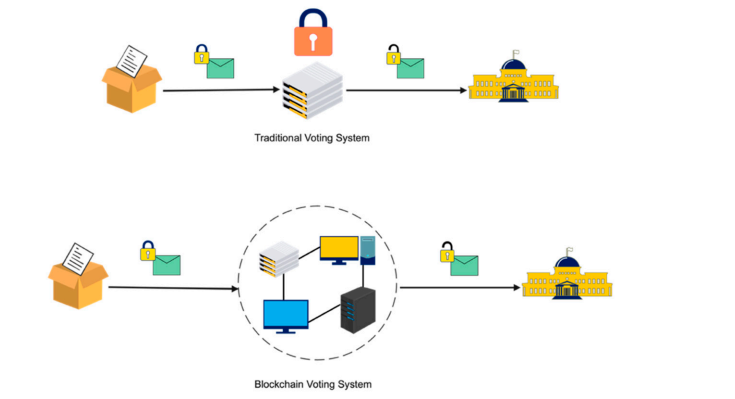 Traditional Voting System
Blockchain Voting System